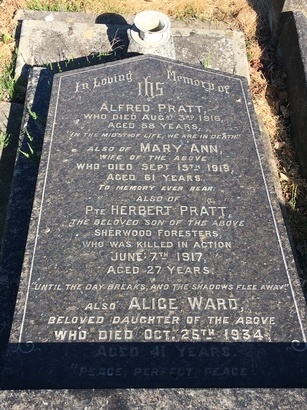 In Loving Memory of
IHS
ALFRED PRATT,
WHO DIED AUGST 3RD 1916,
AGED 58 YEARS,
"IN THE MIDST OF LIFE, WE ARE IN DEATH"
ALSO OF MARY ANN,
WIFE OF THE ABOVE
WHO DIED SEPT 15TH 1919,
AGED 61 YEARS.
TO MEMORY EVER DEAR
ALSO OF
PTE HERBERT PRATT,
THE BELOVED SON OF THE ABOVE
SHERWOOD FORESTERS,
WHO WAS KILLED IN ACTION
JUNE 7TH 1917,
AGED 27 YEARS.
"UNTIL THE DAY BREAKS, AND THE SHADOWS FLEE AWAY"
ALSO ALICE WARD,
BELOVED DAUGHTER OF THE ABOVE
WHO DIED OCT. 25TH 1934,
AGED 41 YEARS.
"PEACE, PERFECT PEACE"